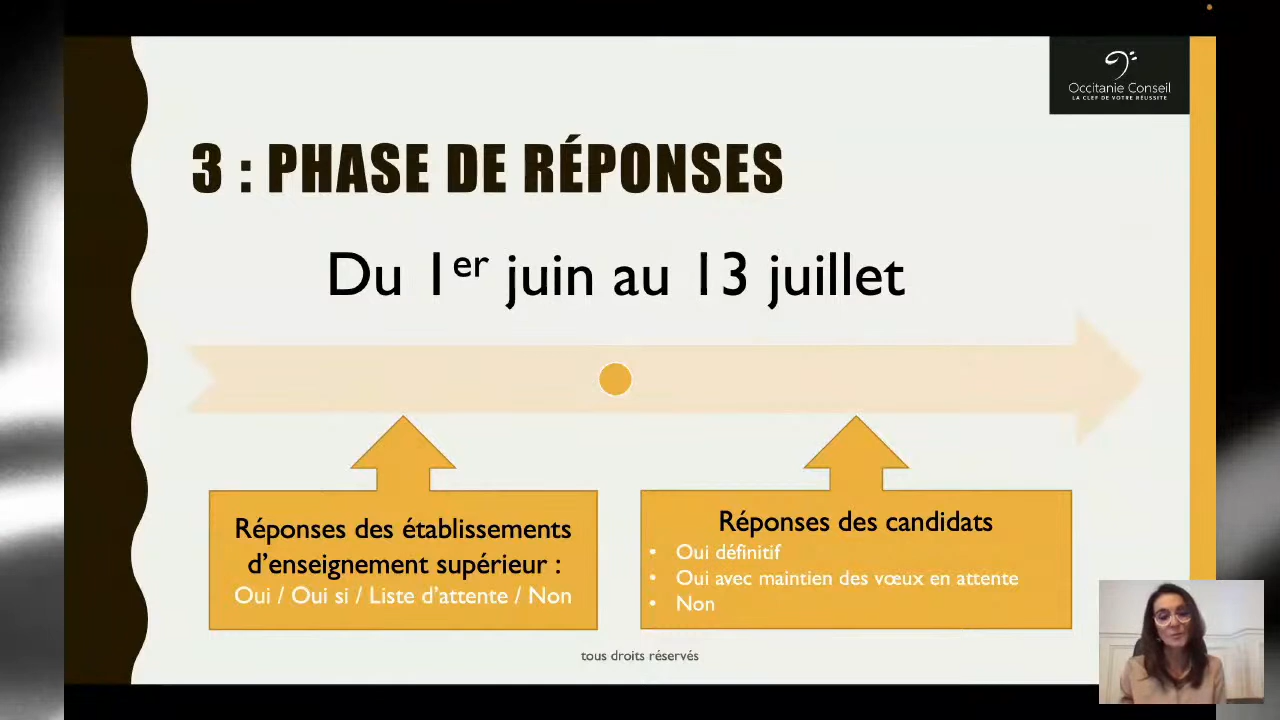 Occitanie Conseil
LA CLEF DE VOTRE RÉUSSITE
3 : PHASE DE RÉPONSES
Du 1er juin au 13 juillet
Réponses des établissements
d’enseignement supérieur :
Oui / Oui si / Liste d’attente / Non
Réponses des candidats
• Oui définitif
• Oui avec maintien des vœux en attente
• Non
tous droits réservés